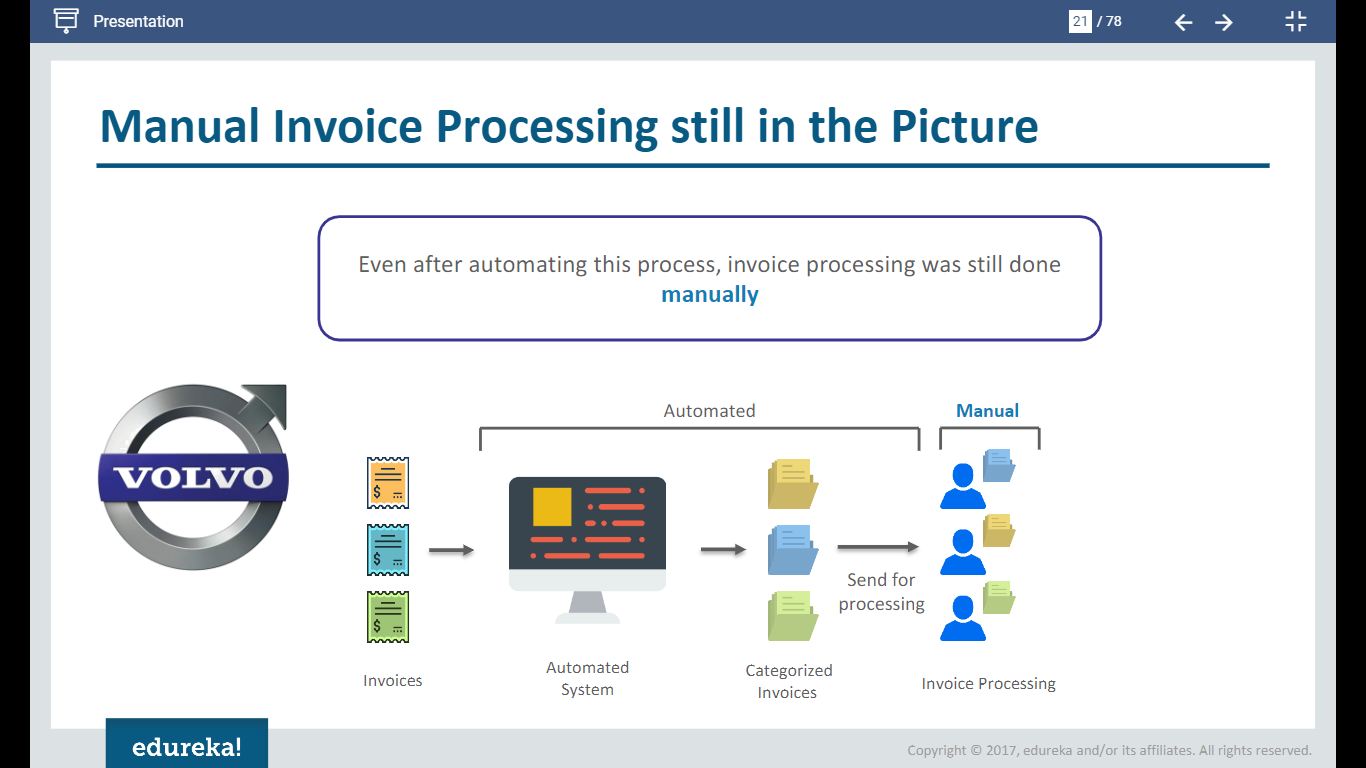 Presentation
21 / 78
Manual Invoice Processing still in the Picture
Even after automating this process, invoice processing was still done
manually
VOLVO
Automated
Manual
$
$
$
Send for
processing
Invoices
Automated
System
Categorized
Invoices
Invoice Processing
edureka!
Copyright © 2017, edureka and/or its affiliates. All rights reserved.